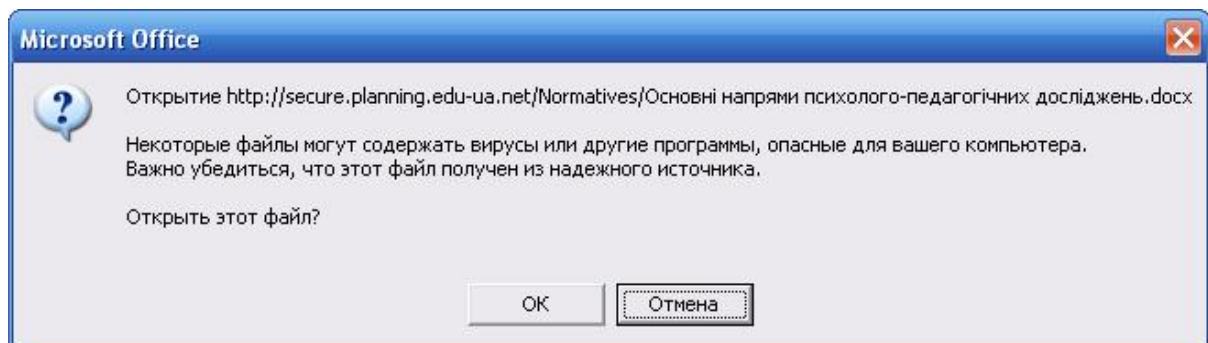 Microsoft Office
Открытие http://secure.planning.edu-ua.net/Normatives/Основні напрями психолого-педагогічних досліджень.docx
Некоторые файлы могут содержать вирусы или другие программы, опасные для вашего компьютера.
Важно убедиться, что этот файл получен из надежного источника.
Открыть этот файл?
ОК
Отмена